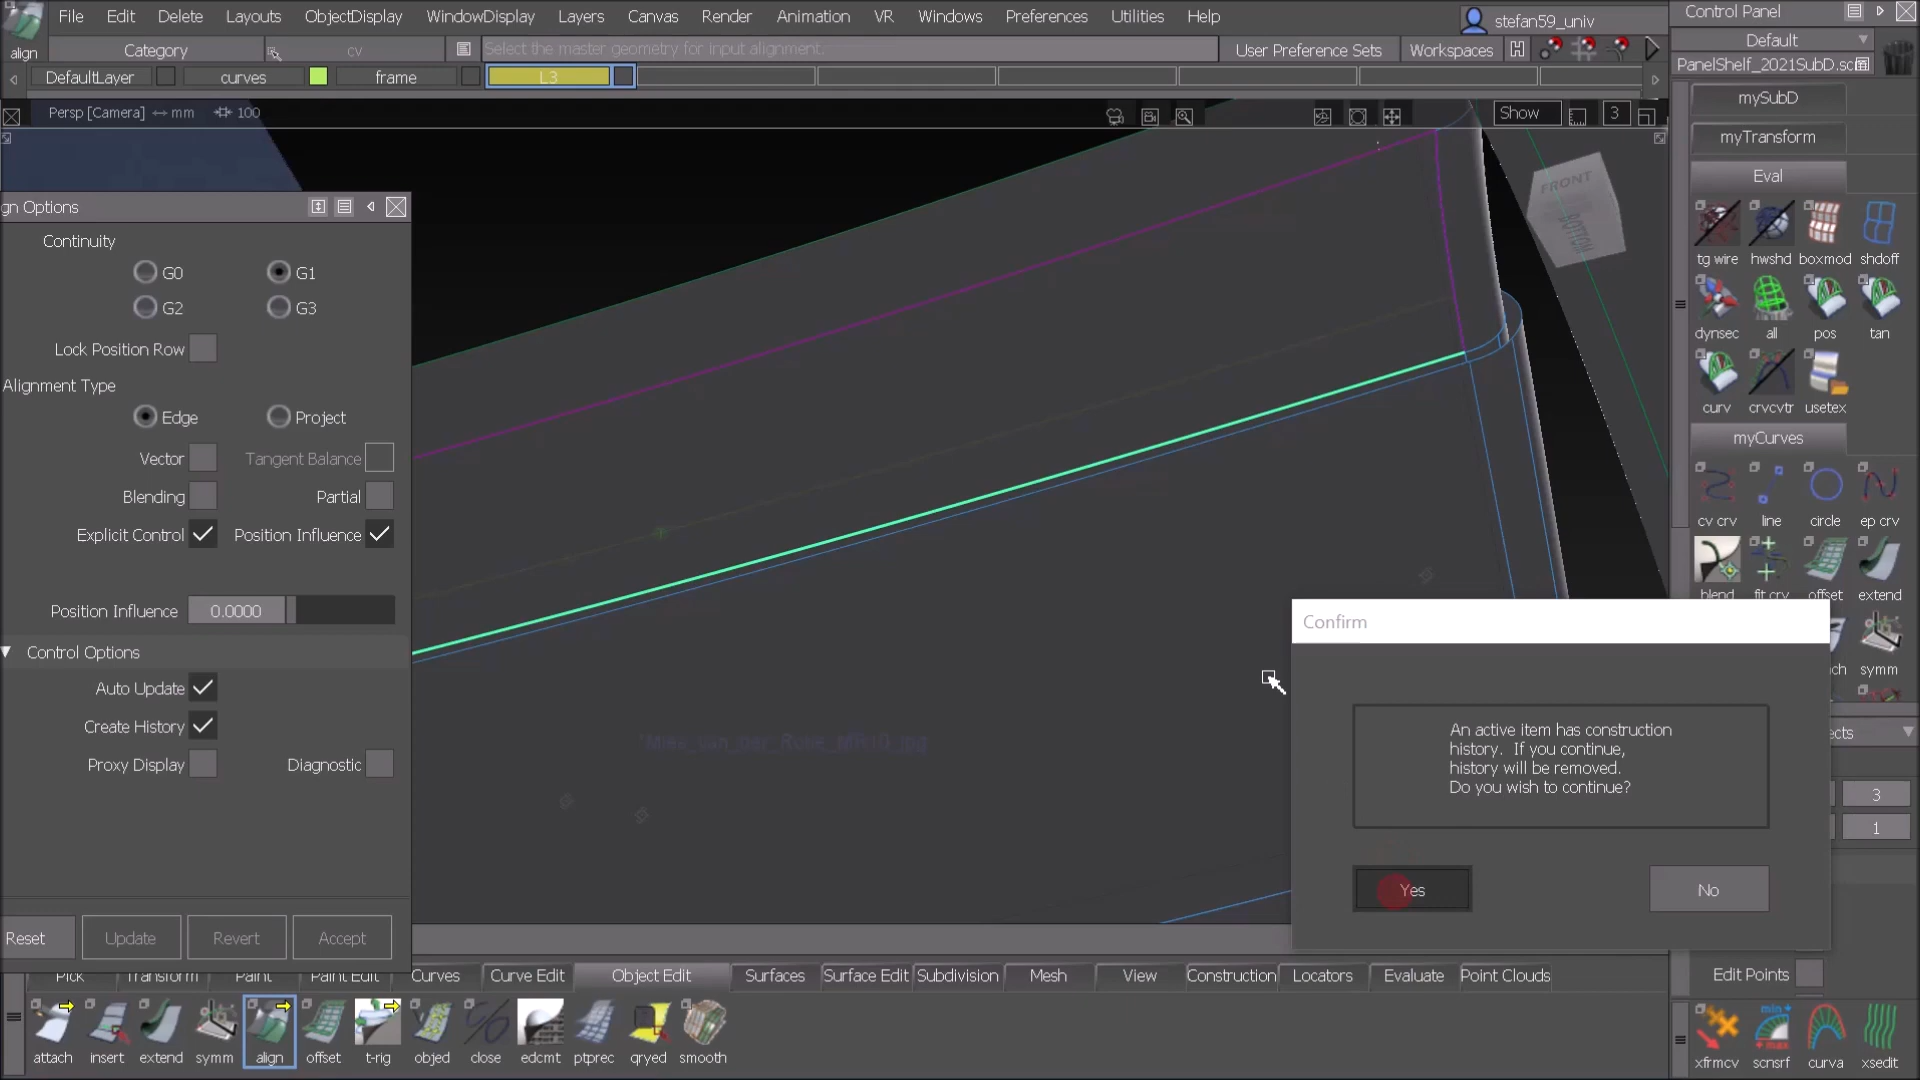 File Edit Delete Layouts ObjectDisplay WindowDisplay Layers Canvas Render Animation VR Windows Preferences Utilities Help
stefan59_univ
Control Panel
align
Category
cv
Select the master geometry for input alignment.
User Preference Sets
Workspaces
H
Default
PanelShelf_2021SubD.sc
DefaultLayer
curves
frame
L3
Persp [Camera] ↔ mm 100
Show
3
mySubD
myTransform
Eval
FRONT
BOTTOM
tg wire hwshd boxmod shdoff
dynsec all pos tan
curv crvcvtr usetex
myCurves
cv crv line circle ep crv
blend fit crv offset extend
ch symm
ects
3
1
Edit Points
xfrmcv scnsrf curva xsedit
gn Options
Continuity
G0 G1
G2 G3
Lock Position Row
Alignment Type
Edge Project
Vector Tangent Balance
Blending Partial
Explicit Control Position Influence
Position Influence 0.0000
Control Options
Auto Update
Create History
Proxy Display Diagnostic
Reset Update Revert Accept
Confirm
An active item has construction
history. If you continue,
history will be removed.
Do you wish to continue?
Yes No
Pick Transform Paint Paint Edit Curves Curve Edit Object Edit Surfaces Surface Edit Subdivision Mesh View Construction Locators Evaluate Point Clouds
attach insert extend symm align offset t-rig objed close edcmt ptprec qryed smooth